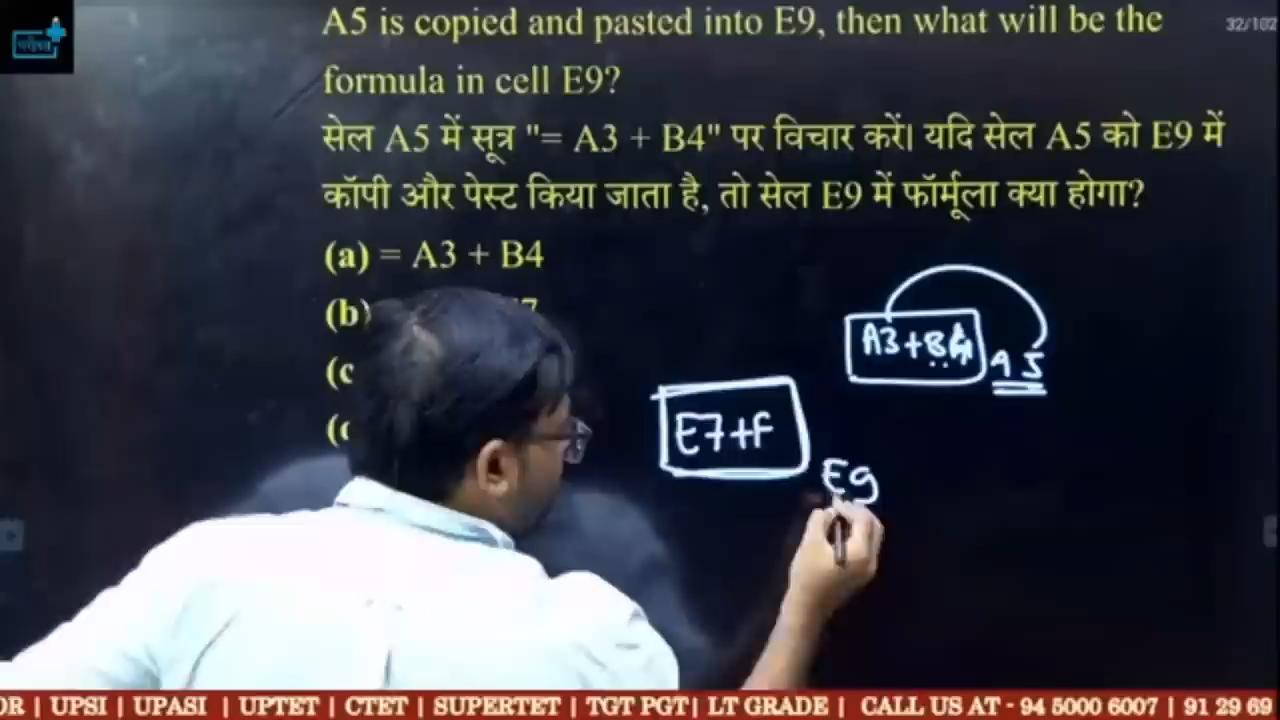 A5 is copied and pasted into E9, then what will be the
32/102
formula in cell E9?
सेल A5 में सूत्र "= A3 + B4" पर विचार करें। यदि सेल A5 को E9 में
कॉपी और पेस्ट किया जाता है, तो सेल E9 में फॉर्मूला क्या होगा?
(a) = A3 + B4
(b)
A3+B4
A5
E7+F
E9
OR | UPSI | UPASI | UPTET | CTET | SUPERTET | TGT PGT| LT GRADE | CALL US AT - 94 5000 6007 | 91 29 69